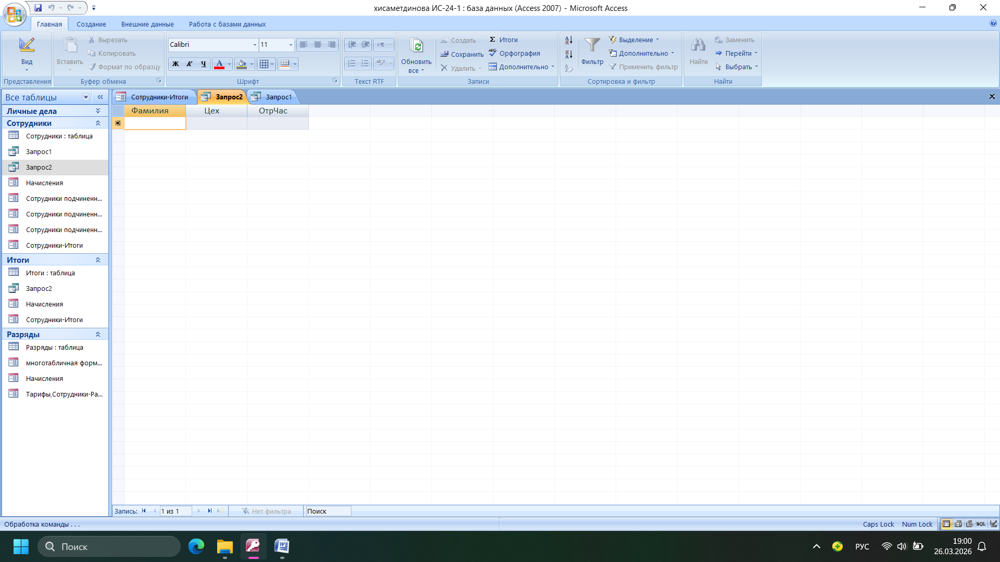 хисаметдинова ИС-24-1 : база данных (Access 2007) - Microsoft Access
Главная Создание Внешние данные Работа с базами данных
Вид
Представления
Вставить
Вырезать
Копировать
Формат по образцу
Буфер обмена
Calibri 11
Ж К Ч
Шрифт
Текст RTF
Обновить все
Создать
Сохранить
Удалить
Итоги
Орфография
Дополнительно
Записи
Фильтр
Выделение
Дополнительно
Применить фильтр
Сортировка и фильтр
Найти
Заменить
Перейти
Выбрать
Найти
Все таблицы
Личные дела
Сотрудники
Сотрудники : таблица
Запрос1
Запрос2
Начисления
Сотрудники подчиненн...
Сотрудники подчиненн...
Сотрудники подчиненн...
Сотрудники-Итоги
Итоги
Итоги : таблица
Запрос2
Начисления
Сотрудники-Итоги
Разряды
Разряды : таблица
многотабличная форм...
Начисления
Тарифы,Сотрудники-Ра...
Сотрудники-Итоги Запрос2 Запрос1
Фамилия Цех ОтрЧас
Запись: 1 из 1 Нет фильтра Поиск
Обработка команды . . . Caps Lock Num Lock SQL
Поиск РУС 19:00
26.03.2026